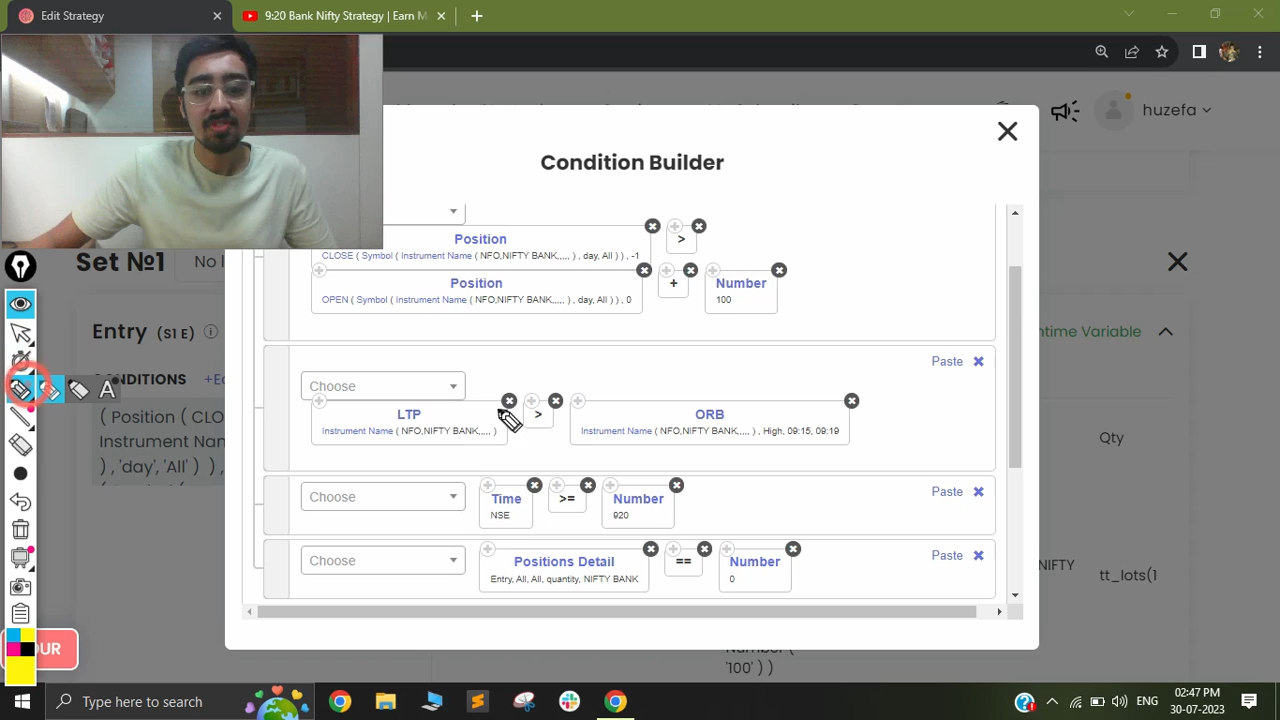 Edit Strategy
9:20 Bank Nifty Strategy | Earn M
huzefa
Condition Builder
Set №1
No l
Entry (S1 E)
ntime Variable
CONDITIONS +Ec
( Position ( CLO
Instrument Nan
) , 'day', 'All' ) ) ,
Qty
NIFTY
tt_lots(1
Number (
'100' ) )
OUR
Position
CLOSE ( Symbol ( Instrument Name ( NFO,NIFTY BANK,,,,, ) , day, All ) ) , -1
>
Position
OPEN ( Symbol ( Instrument Name ( NFO,NIFTY BANK,,,,, ) , day, All ) ) , 0
+
Number
100
Paste
Choose
LTP
Instrument Name ( NFO,NIFTY BANK,,,,, )
>
ORB
Instrument Name ( NFO,NIFTY BANK,,,,, ) , High, 09:15, 09:19
Choose
Time
NSE
>=
Number
920
Paste
Choose
Positions Detail
Entry, All, All, quantity, NIFTY BANK
==
Number
0
Paste
A
Type here to search
ENG
02:47 PM
30-07-2023